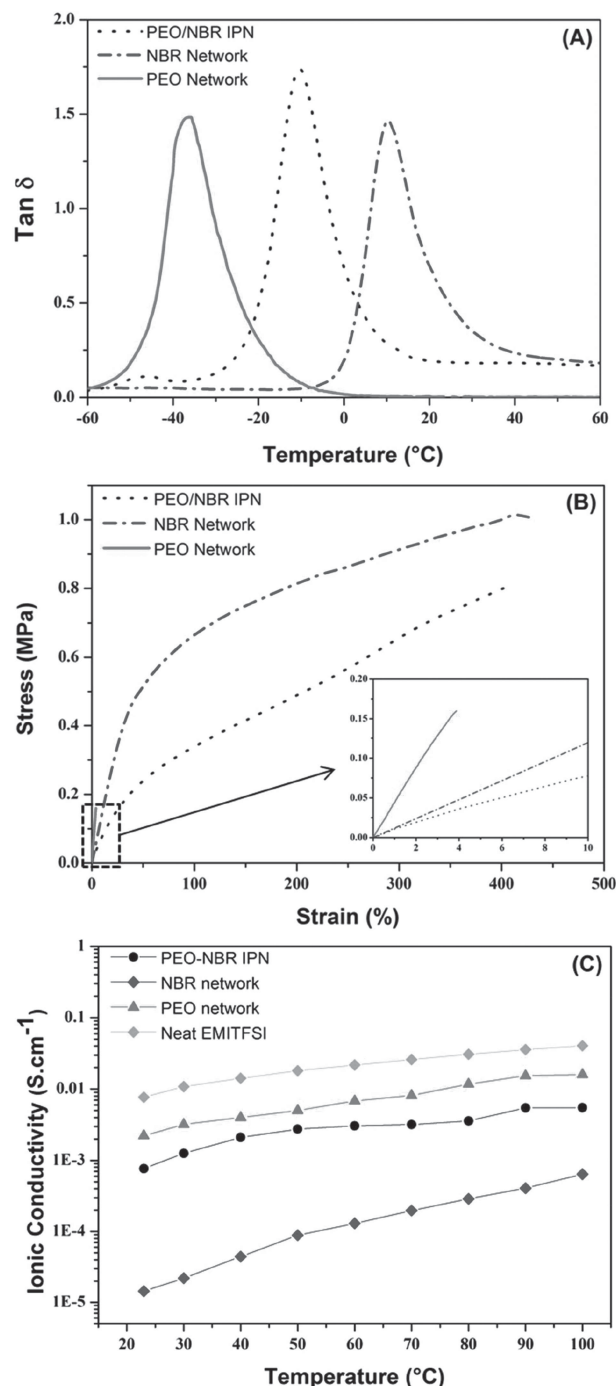 2.0
PEO/NBR IPN
(A)
NBR Network
PEO Network
1.5
1.0
0.5
0.0
Tan δ
-60 -40 -20 0 20 40 60
Temperature (°C)
PEO/NBR IPN
(B)
NBR Network
PEO Network
1.0
0.8
0.6
0.4
0.2
0.0
Stress (MPa)
0.20
0.15
0.10
0.05
0.00
0 2 4 6 8 10
0 100 200 300 400 500
Strain (%)
1
PEO-NBR IPN
(C)
NBR network
PEO network
Neat EMITFSI
0.1
0.01
1E-3
1E-4
1E-5
Ionic Conductivity (S.cm-1)
20 30 40 50 60 70 80 90 100
Temperature (°C)